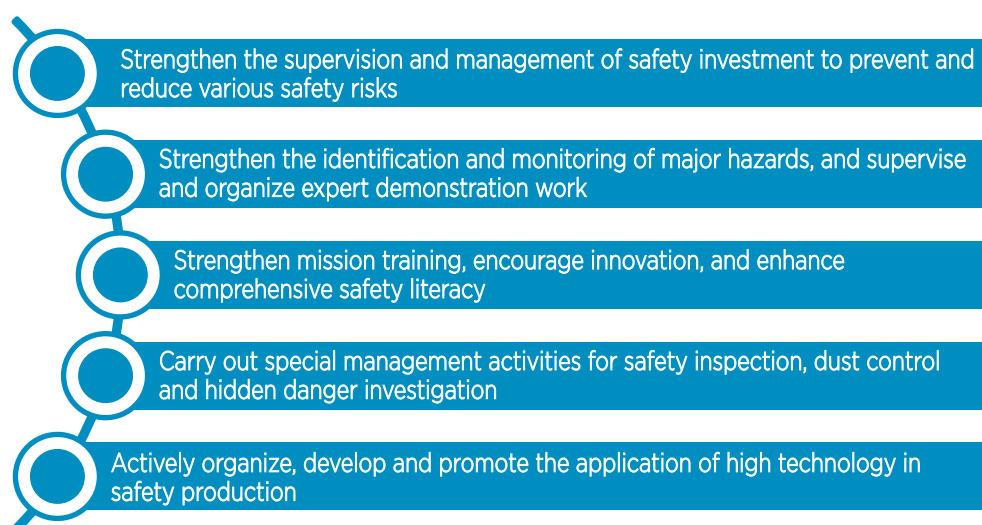 Strengthen the supervision and management of safety investment to prevent and
reduce various safety risks
Strengthen the identification and monitoring of major hazards, and supervise
and organize expert demonstration work
Strengthen mission training, encourage innovation, and enhance
comprehensive safety literacy
Carry out special management activities for safety inspection, dust control
and hidden danger investigation
Actively organize, develop and promote the application of high technology in
safety production